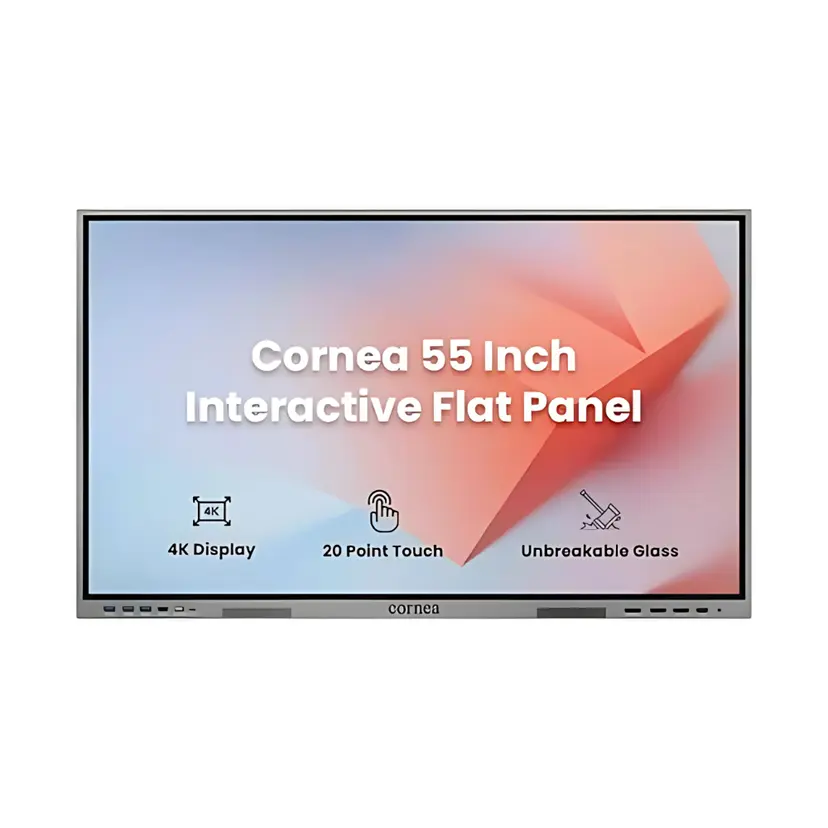 Cornea 55 Inch
Interactive Flat Panel
4K
4K Display
20 Point Touch
Unbreakable Glass
cornea